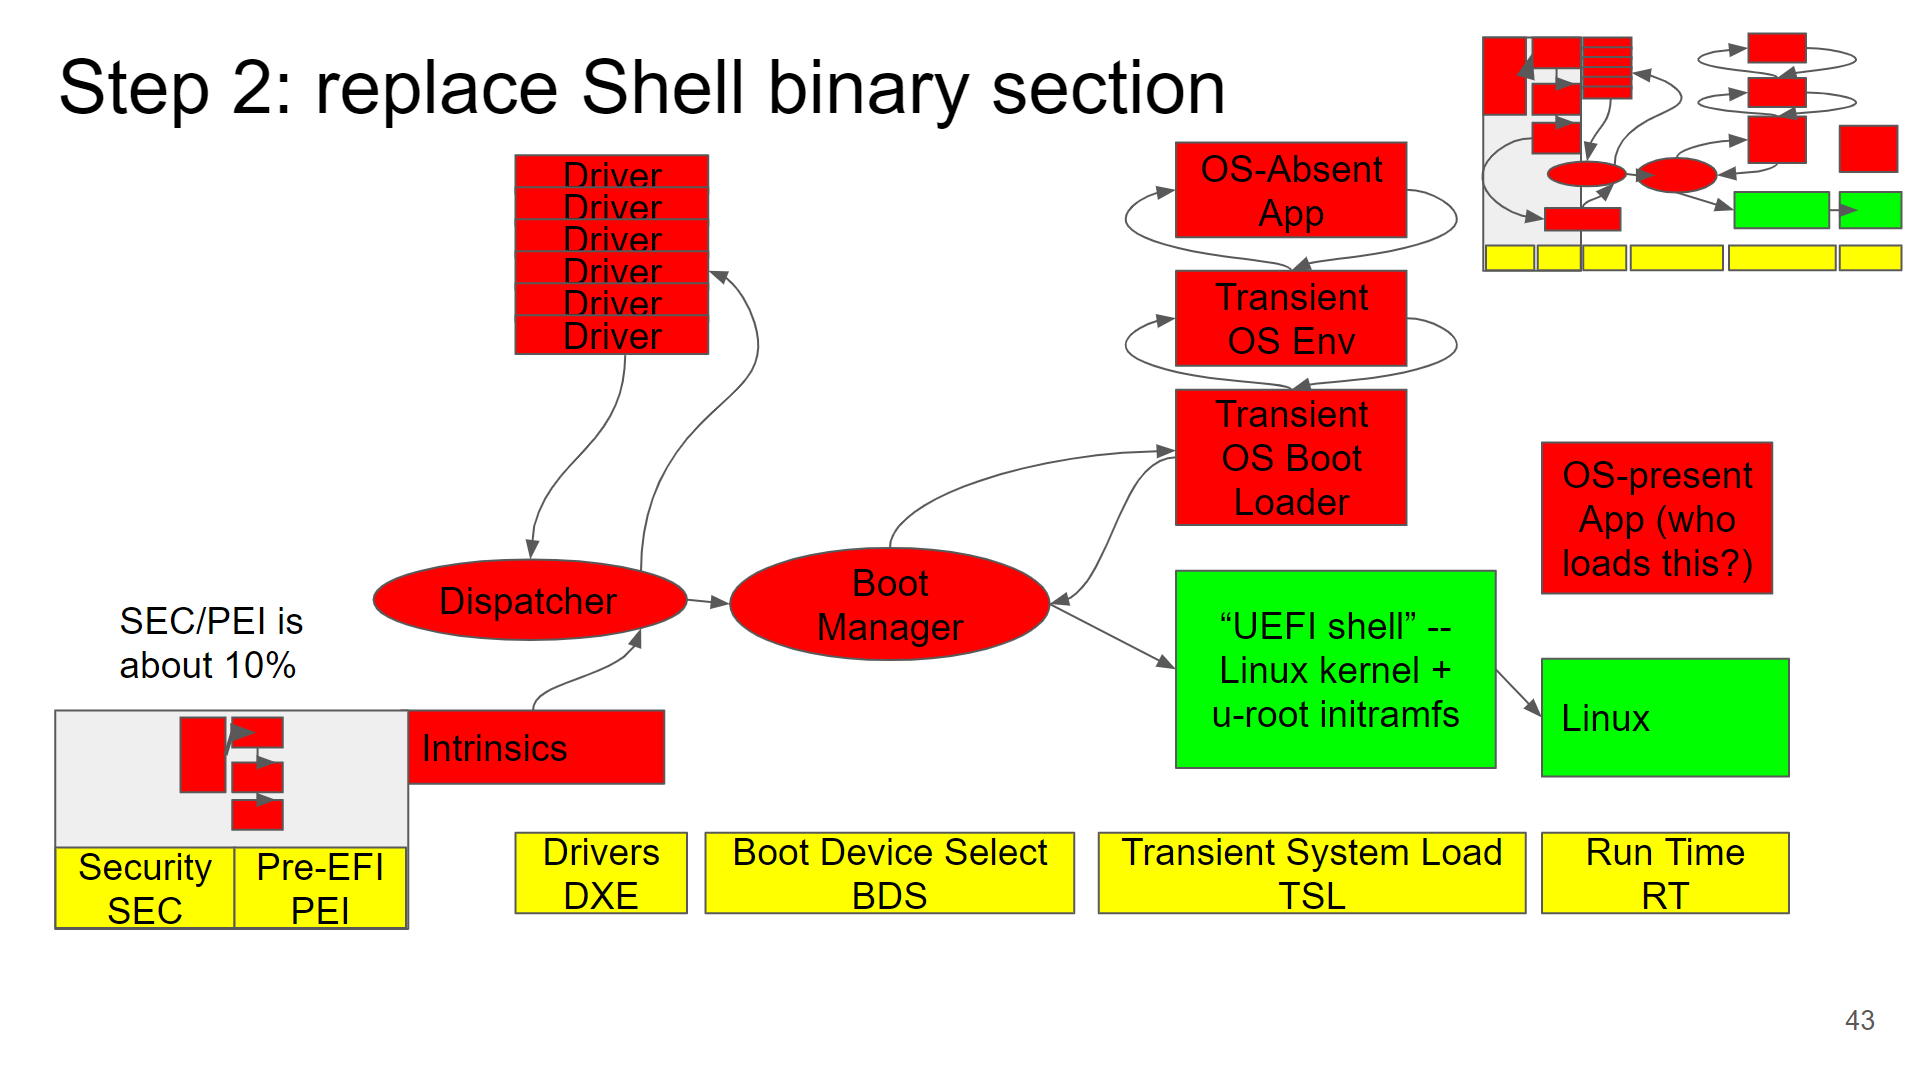 Step 2: replace Shell binary section
Driver
Driver
Driver
Driver
Driver
Driver
OS-Absent
App
Transient
OS Env
Transient
OS Boot
Loader
OS-present
App (who
loads this?)
Dispatcher
Boot
Manager
“UEFI shell” --
Linux kernel +
u-root initramfs
Linux
SEC/PEI is
about 10%
Intrinsics
Security
SEC
Pre-EFI
PEI
Drivers
DXE
Boot Device Select
BDS
Transient System Load
TSL
Run Time
RT
43